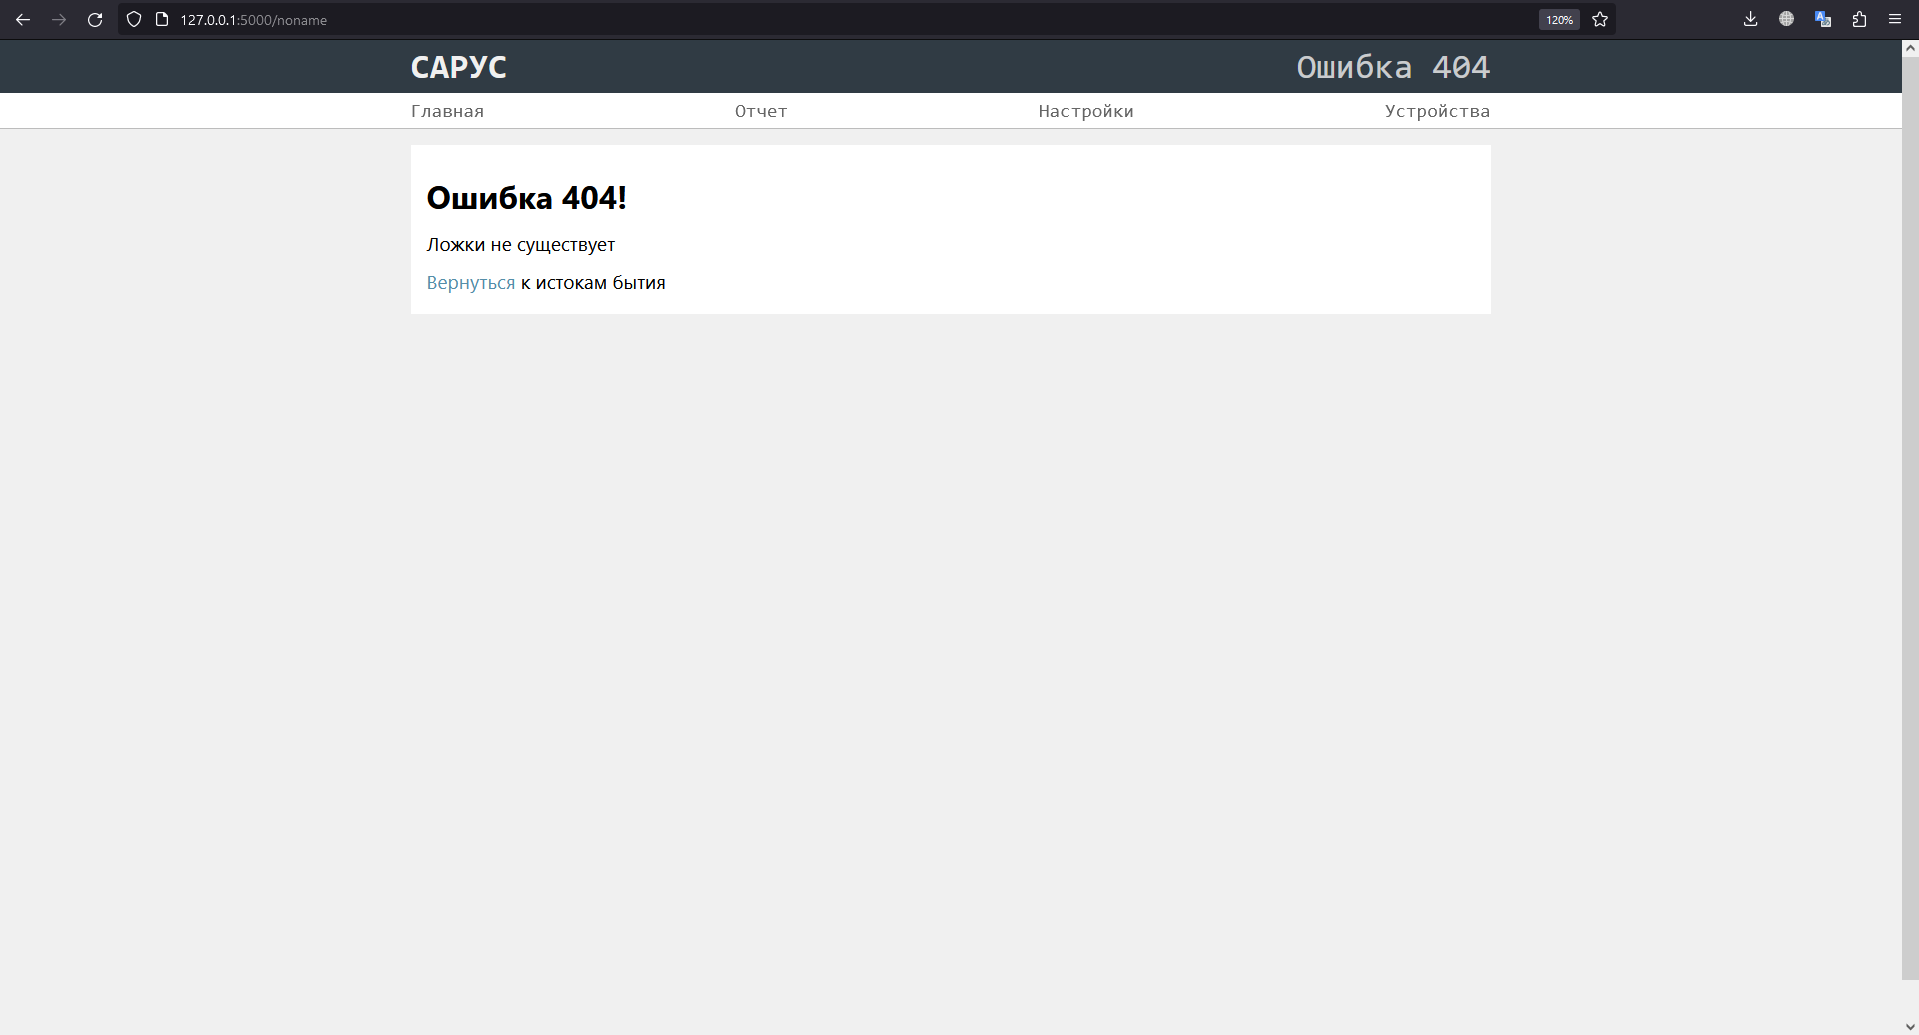 127.0.0.1:5000/noname
120%
САРУС
Ошибка 404
Главная
Отчет
Настройки
Устройства
Ошибка 404!
Ложки не существует
Вернуться к истокам бытия